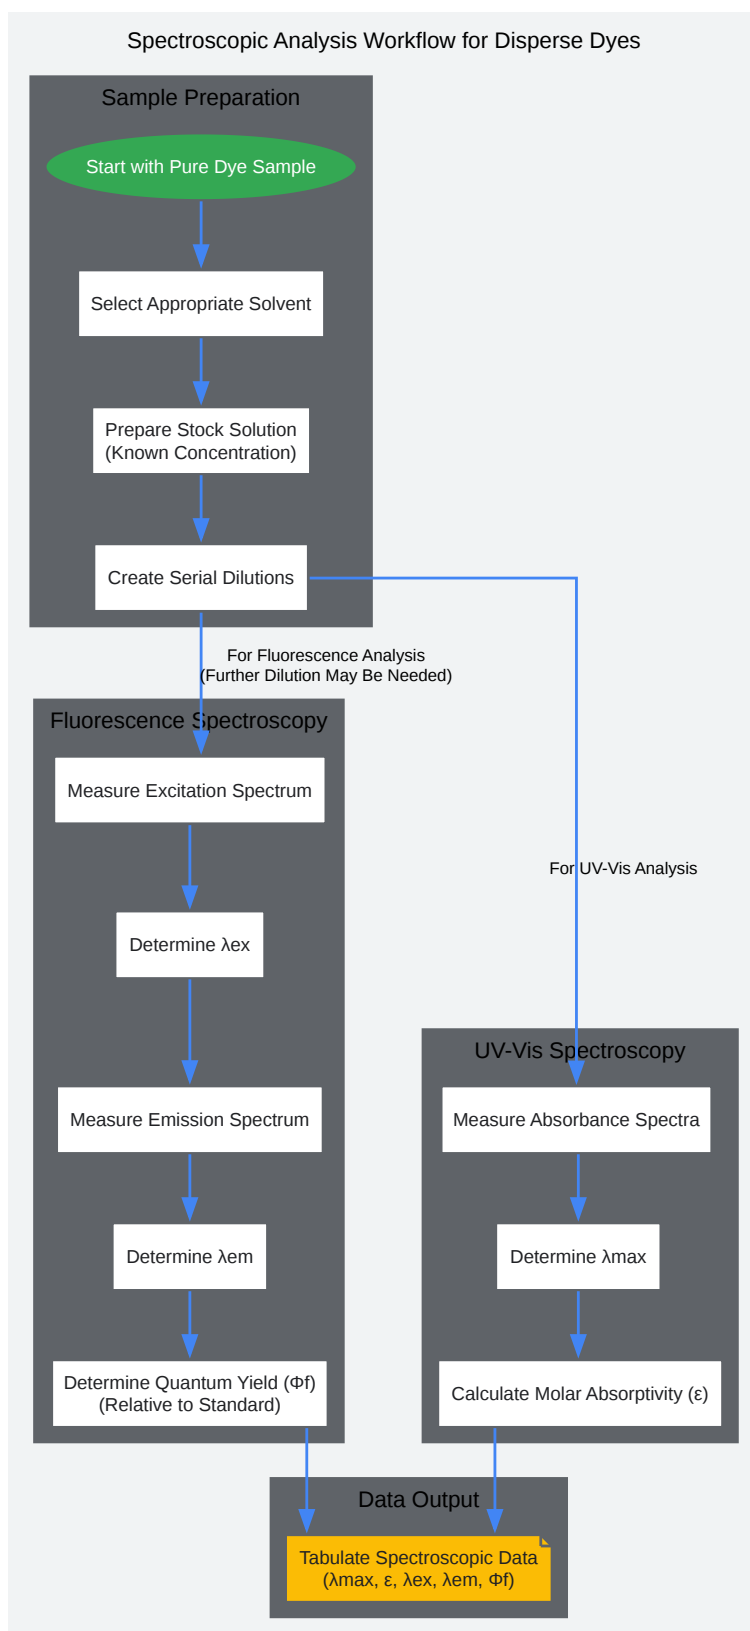 Spectroscopic Analysis Workflow for Disperse Dyes
Sample Preparation
Start with Pure Dye Sample
Select Appropriate Solvent
Prepare Stock Solution
(Known Concentration)
Create Serial Dilutions
For Fluorescence Analysis
(Further Dilution May Be Needed)
Fluorescence Spectroscopy
Measure Excitation Spectrum
Determine λex
Measure Emission Spectrum
Determine λem
Determine Quantum Yield (Φf)
(Relative to Standard)
For UV-Vis Analysis
UV-Vis Spectroscopy
Measure Absorbance Spectra
Determine λmax
Calculate Molar Absorptivity (ε)
Data Output
Tabulate Spectroscopic Data
(λmax, ε, λex, λem, Φf)